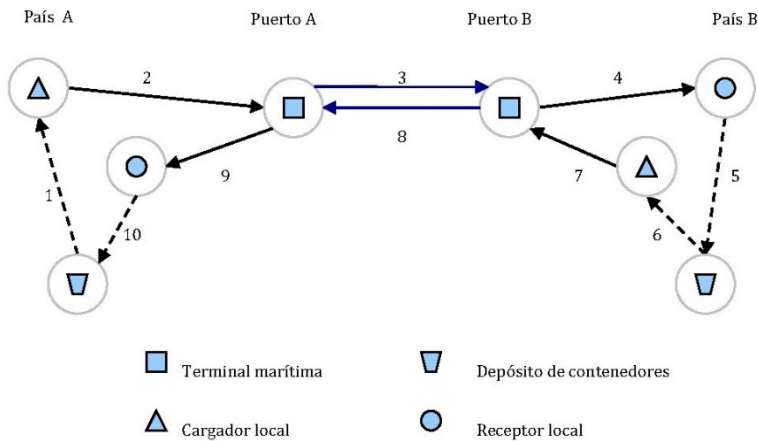 País A
Puerto A
Puerto B
País B
2
3
4
8
1
9
7
5
10
6
Terminal marítima
Depósito de contenedores
Cargador local
Receptor local